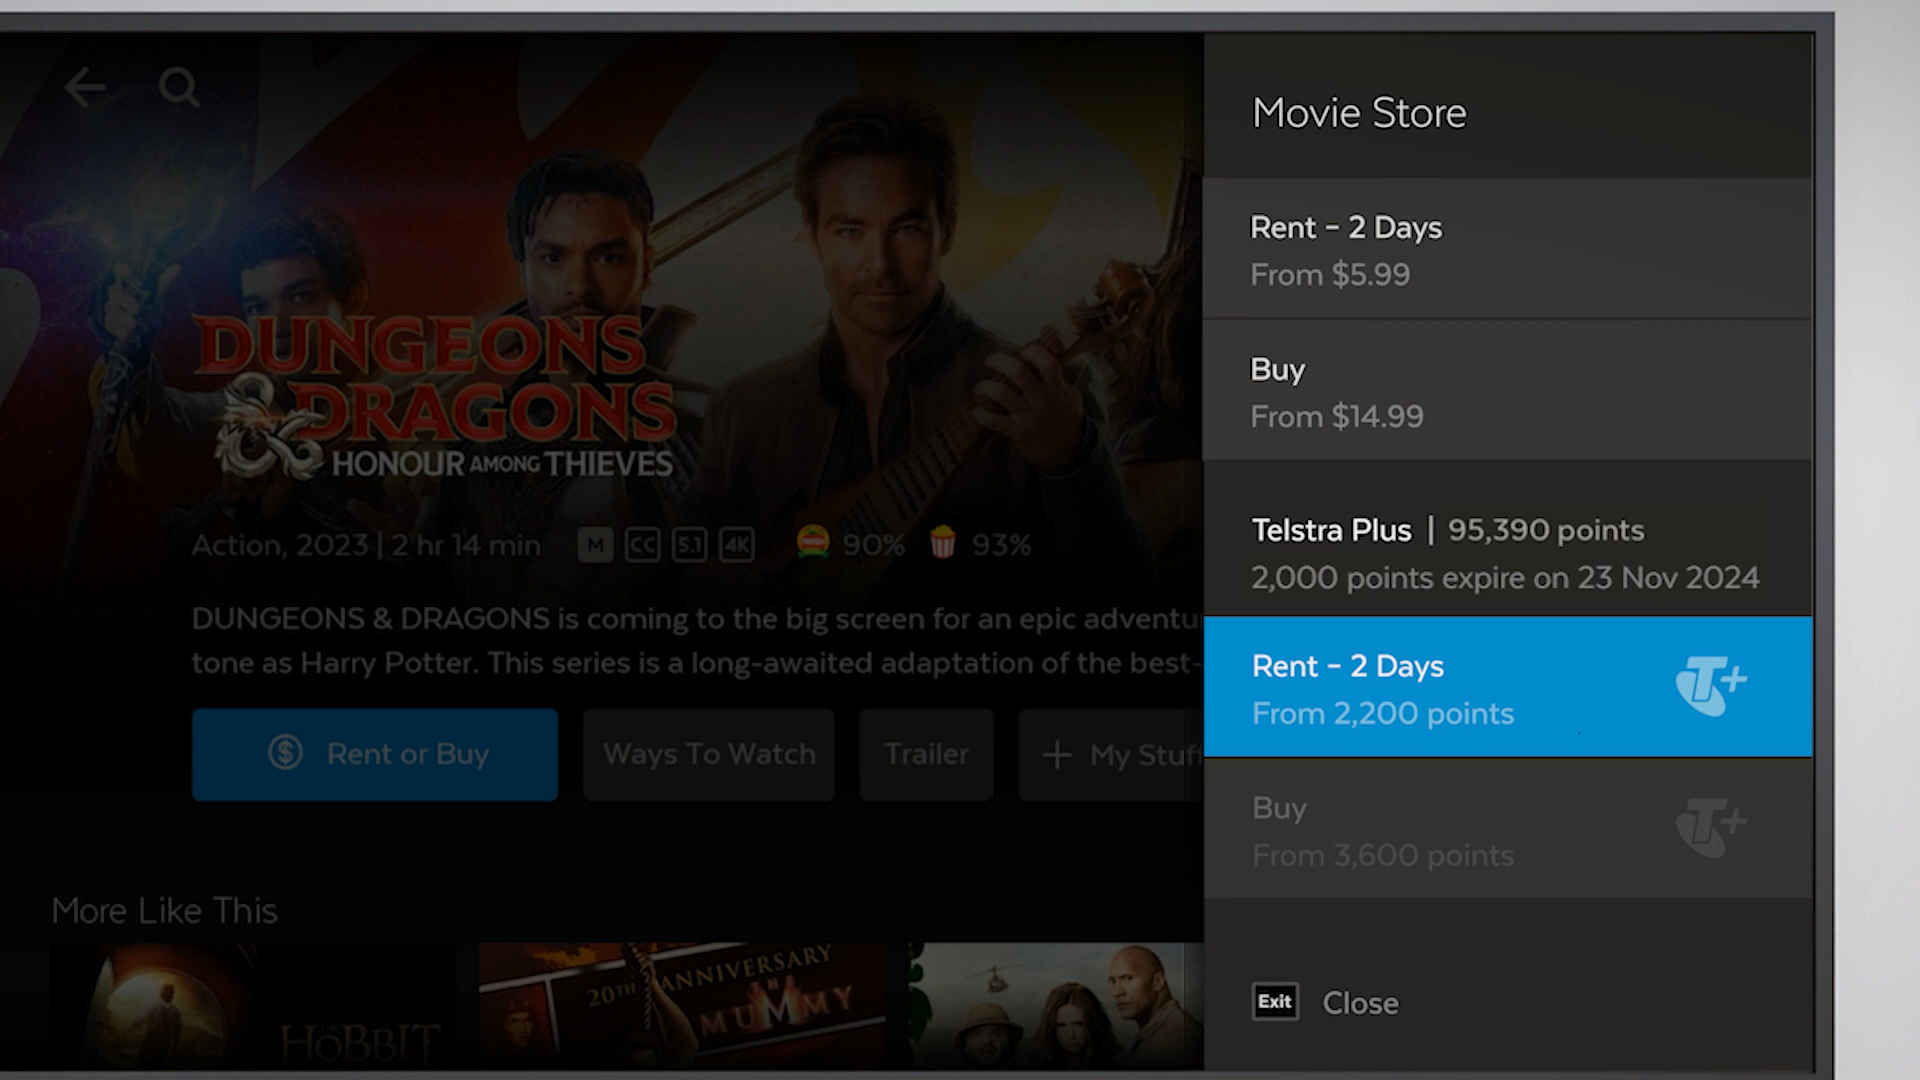 Movie Store
Rent - 2 Days
From $5.99
Buy
From $14.99
Telstra Plus | 95,390 points
2,000 points expire on 23 Nov 2024
Rent - 2 Days
From 2,200 points
T+
Buy
From 3,600 points
T+
Exit Close
DUNGEONS
& DRAGONS
HONOUR AMONG THIEVES
Action, 2023 | 2 hr 14 min M CC 5.1 4K 90% 93%
DUNGEONS & DRAGONS is coming to the big screen for an epic
tone as Harry Potter. This series is a long-awaited adaptation of the best-
Rent or Buy
Ways To Watch
Trailer
+ My Stuff
More Like This
THE HOBBIT
20TH ANNIVERSARY
THE
MUMMY